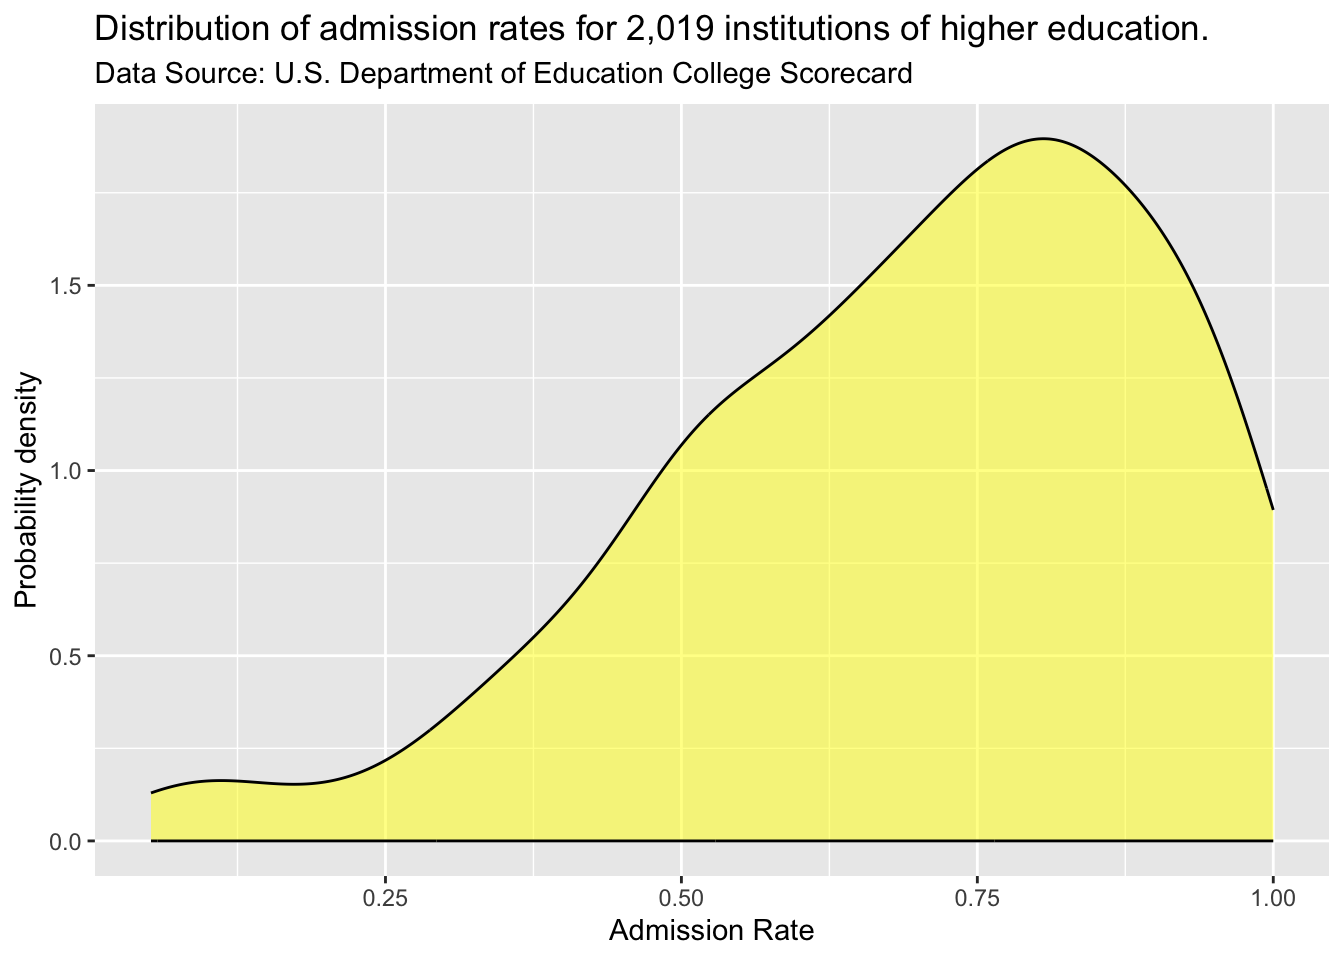 Distribution of admission rates for 2,019 institutions of higher education.
Data Source: U.S. Department of Education College Scorecard
Probability density
1.5
1.0
0.5
0.0
0.25 0.50 0.75 1.00
Admission Rate